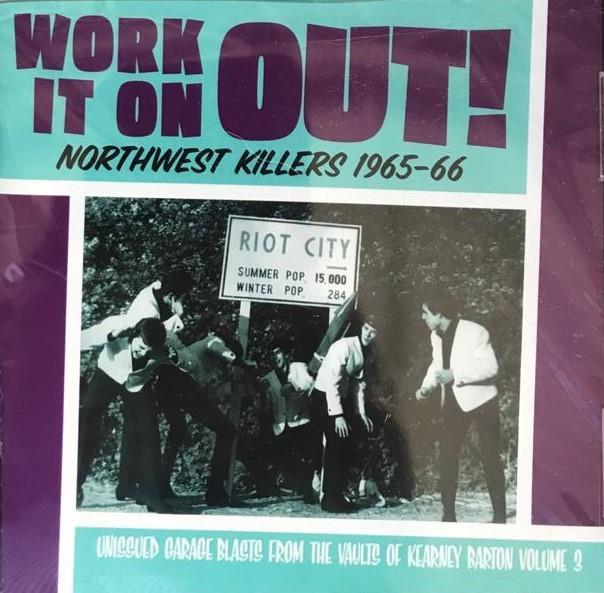 WORK
IT ON OUT!
NORTHWEST KILLERS 1965-66
RIOT CITY
SUMMER POP. 15,000
WINTER POP. 284
UNISSUED GARAGE BLASTS FROM THE VAULTS OF KEARNEY BARTON VOLUME 3